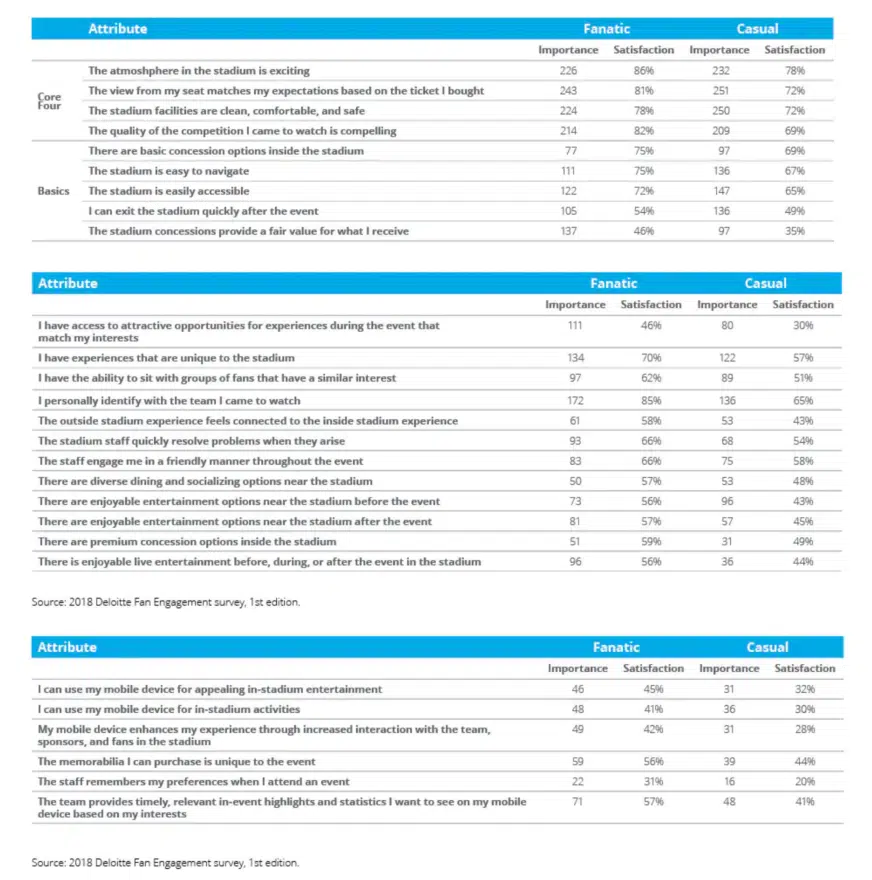 Attribute Fanatic Casual
Importance Satisfaction Importance Satisfaction
Core Four
The atmoshphere in the stadium is exciting 226 86% 232 78%
The view from my seat matches my expectations based on the ticket I bought 243 81% 251 72%
The stadium facilities are clean, comfortable, and safe 224 78% 250 72%
The quality of the competition I came to watch is compelling 214 82% 209 69%
There are basic concession options inside the stadium 77 75% 97 69%
The stadium is easy to navigate 111 75% 136 67%
Basics The stadium is easily accessible 122 72% 147 65%
I can exit the stadium quickly after the event 105 54% 136 49%
The stadium concessions provide a fair value for what I receive 137 46% 97 35%
Attribute Fanatic Casual
Importance Satisfaction Importance Satisfaction
I have access to attractive opportunities for experiences during the event that 111 46% 80 30%
match my interests
I have experiences that are unique to the stadium 134 70% 122 57%
I have the ability to sit with groups of fans that have a similar interest 97 62% 89 51%
I personally identify with the team I came to watch 172 85% 136 65%
The outside stadium experience feels connected to the inside stadium experience 61 58% 53 43%
The stadium staff quickly resolve problems when they arise 93 66% 68 54%
The staff engage me in a friendly manner throughout the event 83 66% 75 58%
There are diverse dining and socializing options near the stadium 50 57% 53 48%
There are enjoyable entertainment options near the stadium before the event 73 56% 96 43%
There are enjoyable entertainment options near the stadium after the event 81 57% 57 45%
There are premium concession options inside the stadium 51 59% 31 49%
There is enjoyable live entertainment before, during, or after the event in the stadium 96 56% 36 44%
Source: 2018 Deloitte Fan Engagement survey, 1st edition.
Attribute Fanatic Casual
Importance Satisfaction Importance Satisfaction
I can use my mobile device for appealing in-stadium entertainment 46 45% 31 32%
I can use my mobile device for in-stadium activities 48 41% 36 30%
My mobile device enhances my experience through increased interaction with the team, 49 42% 31 28%
sponsors, and fans in the stadium
The memorabilia I can purchase is unique to the event 59 56% 39 44%
The staff remembers my preferences when I attend an event 22 31% 16 20%
The team provides timely, relevant in-event highlights and statistics I want to see on my mobile 71 57% 48 41%
device based on my interests
Source: 2018 Deloitte Fan Engagement survey, 1st edition.